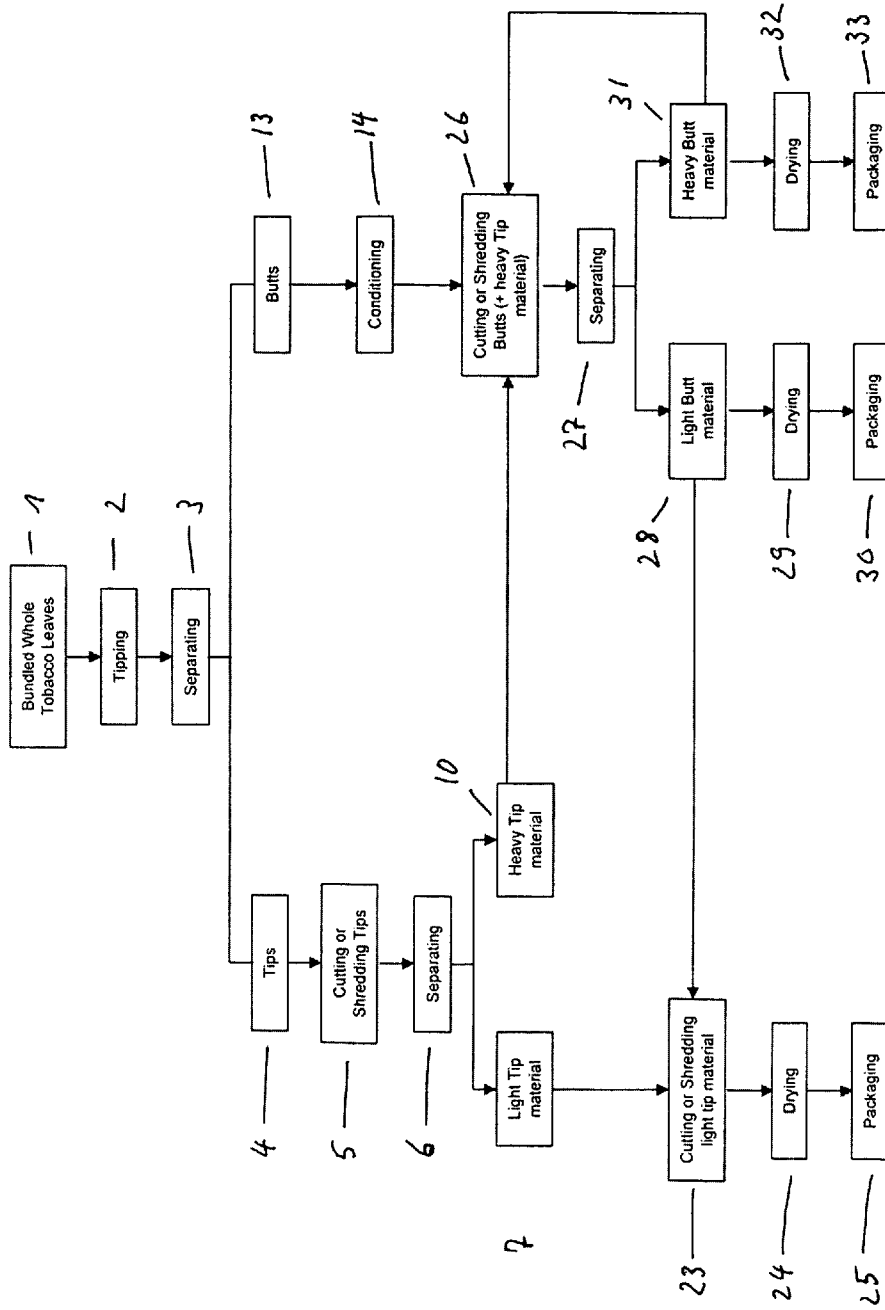 Bundled Whole
Tobacco Leaves
1
Tipping
2
Separating
3
Tips
4
Butts
13
Cutting or
Shredding Tips
5
Conditioning
14
Separating
6
Light Tip
material
7
Heavy Tip
material
10
Cutting or Shredding
Butts (+ heavy Tip
material)
26
Separating
27
Cutting or Shredding
light tip material
23
Light Butt
material
28
Heavy Butt
material
31
Drying
24
Drying
29
Drying
32
Packaging
25
Packaging
30
Packaging
33